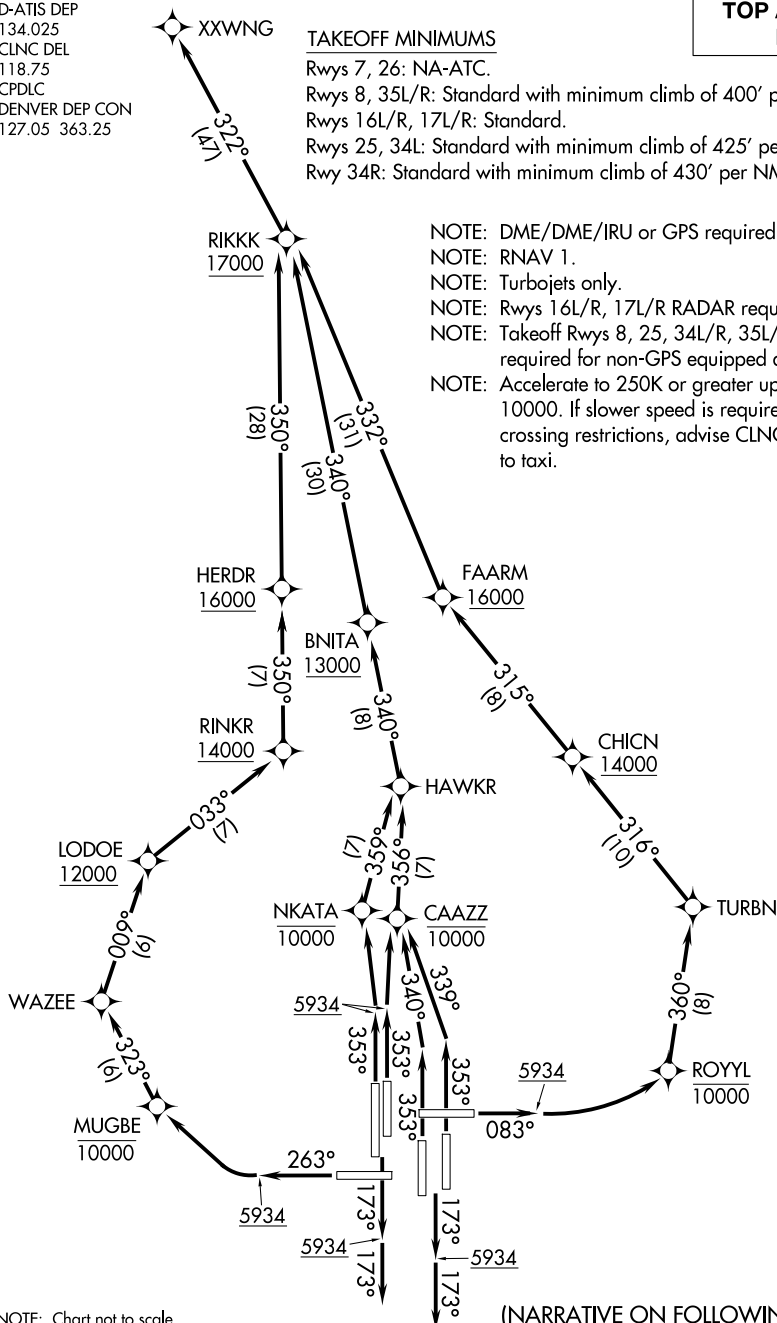 D-ATIS DEP
134.025
CLNC DEL
118.75
CPDLC
DENVER DEP CON
127.05 363.25
TOP
XXWNG
TAKEOFF MINIMUMS
Rwys 7, 26: NA-ATC.
Rwys 8, 35L/R: Standard with minimum climb of 400'
Rwys 16L/R, 17L/R: Standard.
Rwys 25, 34L: Standard with minimum climb of 425' per
Rwy 34R: Standard with minimum climb of 430' per NM
322°
(47)
RIKKK
17000
NOTE: DME/DME/IRU or GPS required
NOTE: RNAV 1.
NOTE: Turbojets only.
NOTE: Rwys 16L/R, 17L/R RADAR
NOTE: Takeoff Rwys 8, 25, 34L/R, 35L/
required for non-GPS equipped
NOTE: Accelerate to 250K or greater
10000. If slower speed is
crossing restrictions, advise
to taxi.
350°
(28)
340°
(30)
332°
(31)
HERDR
16000
BNITA
13000
FAARM
16000
350°
(7)
340°
(8)
315°
(8)
RINKR
14000
CHICN
14000
HAWKR
033°
(7)
359°
(7)
356°
(7)
316°
(10)
LODOE
12000
NKATA
10000
CAAZZ
10000
TURBN
009°
(6)
340°
339°
360°
(8)
WAZEE
5934
353°
353°
353°
353°
323°
(6)
5934
ROYYL
10000
MUGBE
10000
083°
263°
5934
173°
173°
5934
5934
173°
173°
NOTE: Chart not to scale
(NARRATIVE ON